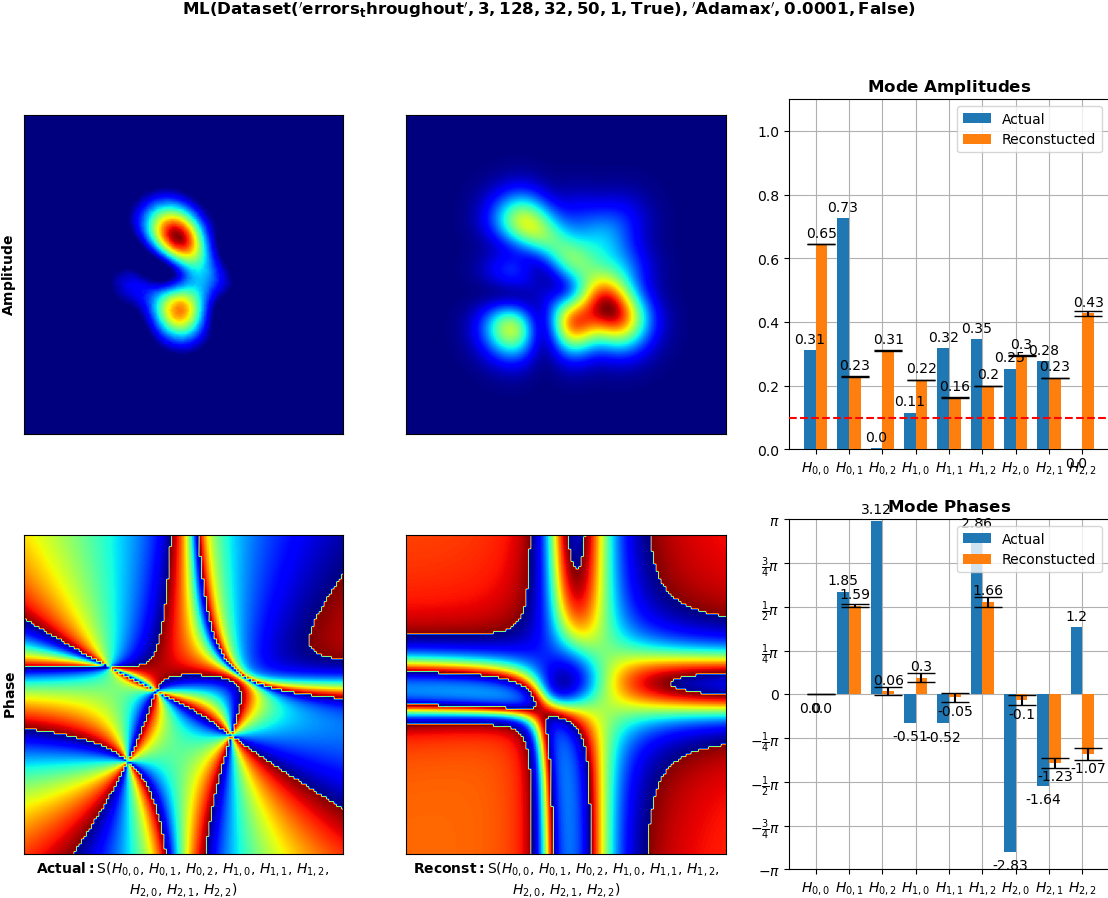 ML(Dataset('errors_throughout', 3, 128, 32, 50, 1, True), 'Adamax', 0.0001, False)
Amplitude
Mode Amplitudes
Actual
Reconstucted
1.0
0.8
0.6
0.4
0.2
0.0
0.31
0.65
0.73
0.23
0.0
0.31
0.11
0.22
0.32
0.16
0.35
0.2
0.25
0.3
0.28
0.23
0.0
0.43
H0,0 H0,1 H0,2 H1,0 H1,1 H1,2 H2,0 H2,1 H2,2
Phase
Actual: S(H0,0, H0,1, H0,2, H1,0, H1,1, H1,2,
H2,0, H2,1, H2,2)
Reconst: S(H0,0, H0,1, H0,2, H1,0, H1,1, H1,2,
H2,0, H2,1, H2,2)
Mode Phases
Actual
Reconstucted
π
3/4π
1/2π
1/4π
0
−1/4π
−1/2π
−3/4π
−π
0.0
0.0
1.85
1.59
3.12
0.06
-0.51
0.3
-0.52
-0.05
2.86
1.66
-2.83
-0.1
-1.64
-1.23
1.2
-1.07
H0,0 H0,1 H0,2 H1,0 H1,1 H1,2 H2,0 H2,1 H2,2